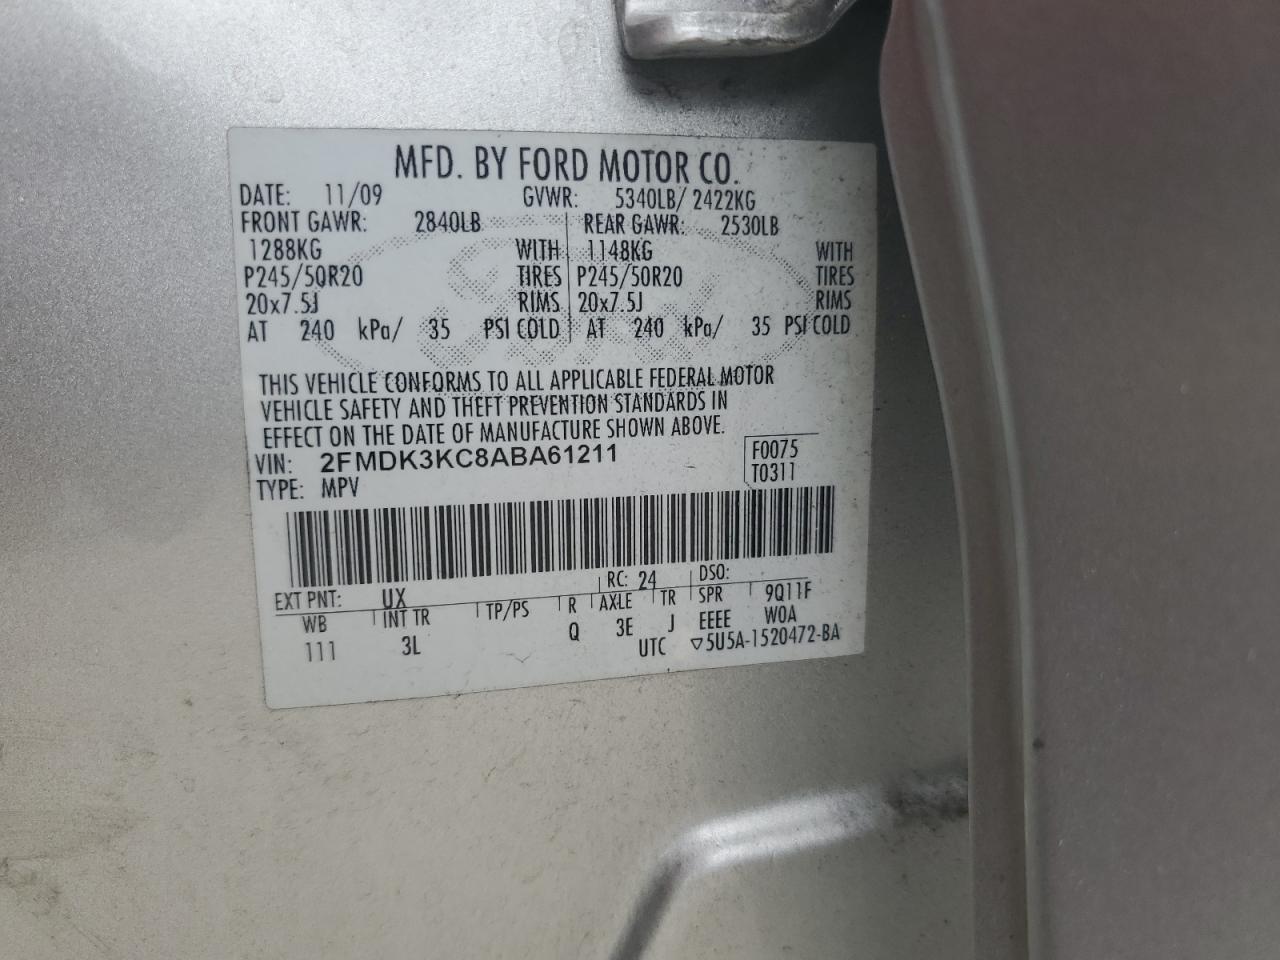 MFD. BY FORD MOTOR CO.
DATE: 11/09 GVWR: 5340LB/ 2422KG
FRONT GAWR: 2840LB REAR GAWR: 2530LB
1288KG WITH 1148KG WITH
P245/50R20 TIRES P245/50R20 TIRES
20x7.5J RIMS 20x7.5J RIMS
AT 240 kPa/ 35 PSI COLD AT 240 kPa/ 35 PSI COLD
THIS VEHICLE CONFORMS TO ALL APPLICABLE FEDERAL MOTOR
VEHICLE SAFETY AND THEFT PREVENTION STANDARDS IN
EFFECT ON THE DATE OF MANUFACTURE SHOWN ABOVE.
VIN: 2FMDK3KC8ABA61211 F0075
TYPE: MPV T0311
EXT PNT: UX RC: 24 DSO:
WB INT TR TP/PS R AXLE TR SPR 9Q11F
111 3L Q 3E J EEEE WOA
UTC ▽5U5A-1520472-BA